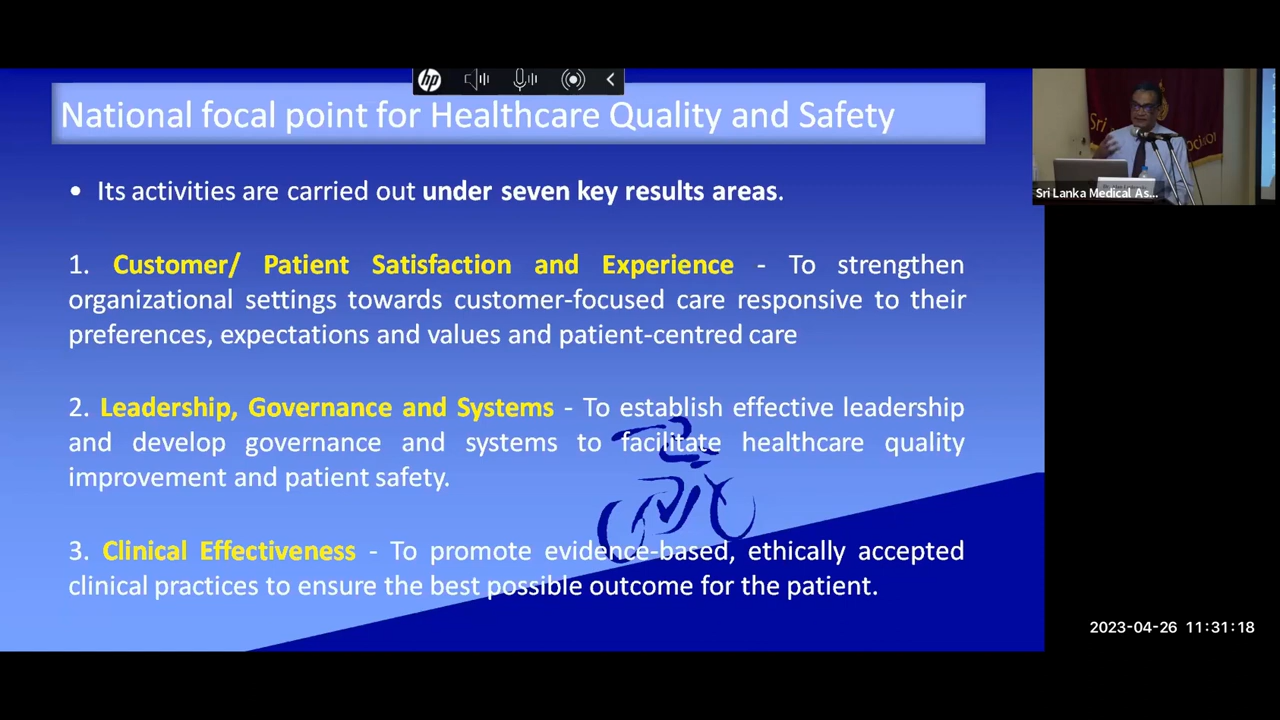 hp
National focal point for Healthcare Quality and Safety
• Its activities are carried out under seven key results areas.
1. Customer/ Patient Satisfaction and Experience - To strengthen
organizational settings towards customer-focused care responsive to their
preferences, expectations and values and patient-centred care
2. Leadership, Governance and Systems - To establish effective leadership
and develop governance and systems to facilitate healthcare quality
improvement and patient safety.
3. Clinical Effectiveness - To promote evidence-based, ethically accepted
clinical practices to ensure the best possible outcome for the patient.
Sri
Sri Lanka Medical As...
2023-04-26 11:31:18